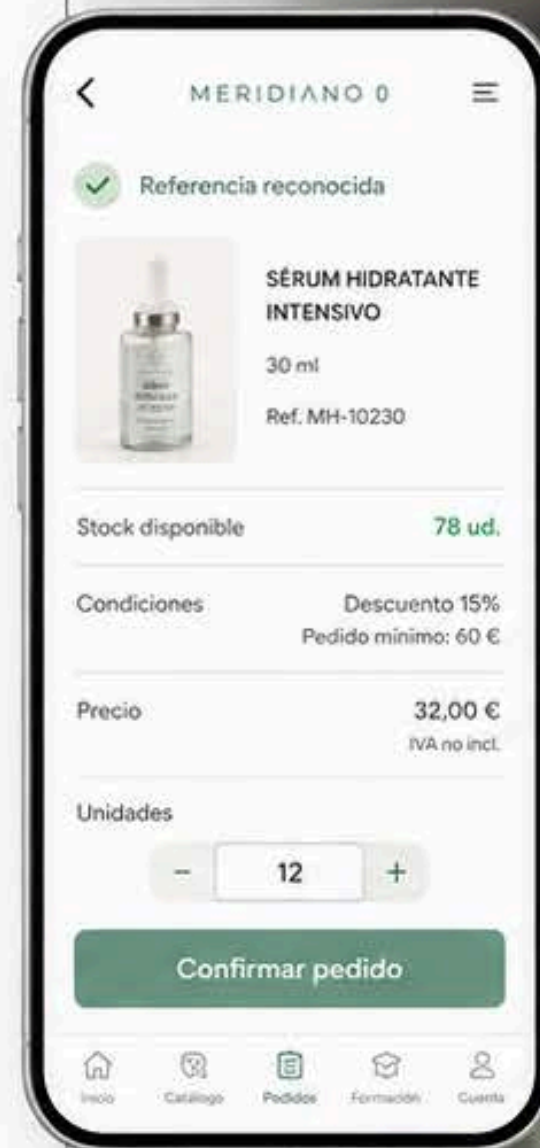 MERIDIANO 0
Referencia reconocida
SÉRUM HIDRATANTE
INTENSIVO
30 ml
Ref. MH-10230
Stock disponible
78 ud.
Condiciones
Descuento 15%
Pedido mínimo: 60 €
Precio
32,00 €
IVA no incl.
Unidades
- 12 +
Confirmar pedido
Inicio
Catálogo
Pedidos
Formación
Cuenta